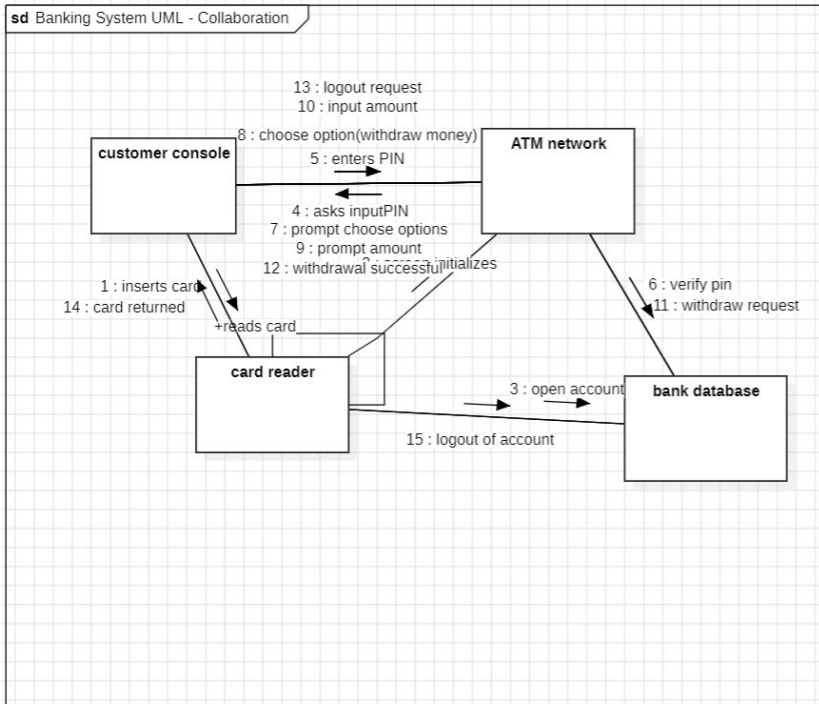 sd Banking System UML - Collaboration
13 : logout request
10 : input amount
8 : choose option(withdraw money)
5 : enters PIN
customer console
ATM network
4 : asks inputPIN
7 : prompt choose options
9 : prompt amount
initializes
12 : withdrawal successful
1 : inserts card
14 : card returned
6 : verify pin
11 : withdraw request
+reads card
card reader
3 : open account
bank database
15 : logout of account